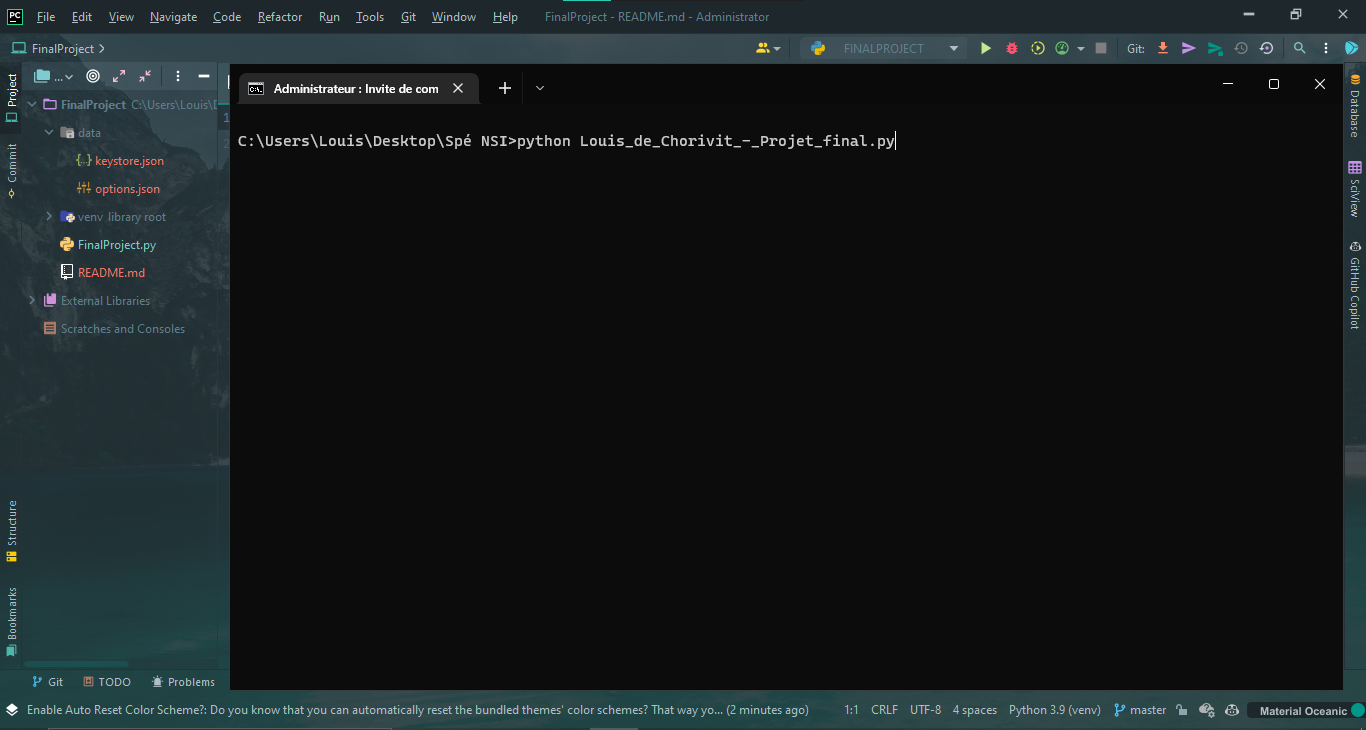 PC File Edit View Navigate Code Refactor Run Tools Git Window Help FinalProject - README.md - Administrator
FinalProject FINALPROJECT Git:
...
Administrateur : Invite de com
Project
Commit
Structure
Bookmarks
FinalProject C:\Users\Louis\
data
keystore.json
options.json
venv library root
FinalProject.py
README.md
External Libraries
Scratches and Consoles
1
2
C:\Users\Louis\Desktop\Spé NSI>python Louis_de_Chorivit_-_Projet_final.py
Database
SciView
GitHub Copilot
Git TODO Problems
Enable Auto Reset Color Scheme?: Do you know that you can automatically reset the bundled themes' color schemes? That way yo... (2 minutes ago) 1:1 CRLF UTF-8 4 spaces Python 3.9 (venv) master Material Oceanic